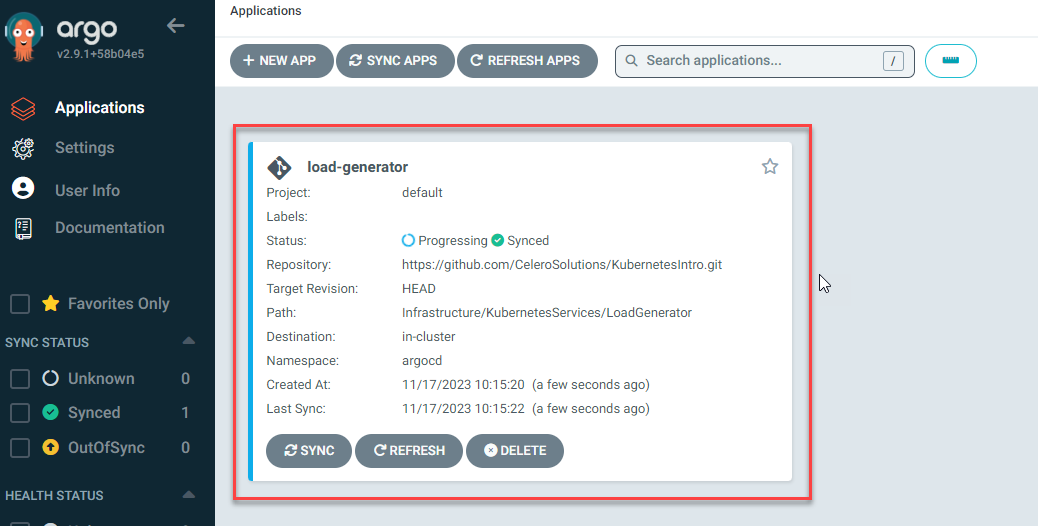 argo
v2.9.1+58b04e5
Applications
Settings
User Info
Documentation
Favorites Only
SYNC STATUS
Unknown 0
Synced 1
OutOfSync 0
HEALTH STATUS
Applications
NEW APP SYNC APPS REFRESH APPS Search applications... /
load-generator
Project: default
Labels:
Status: Progressing Synced
Repository: https://github.com/CeleroSolutions/KubernetesIntro.git
Target Revision: HEAD
Path: Infrastructure/KubernetesServices/LoadGenerator
Destination: in-cluster
Namespace: argocd
Created At: 11/17/2023 10:15:20 (a few seconds ago)
Last Sync: 11/17/2023 10:15:22 (a few seconds ago)
SYNC REFRESH DELETE